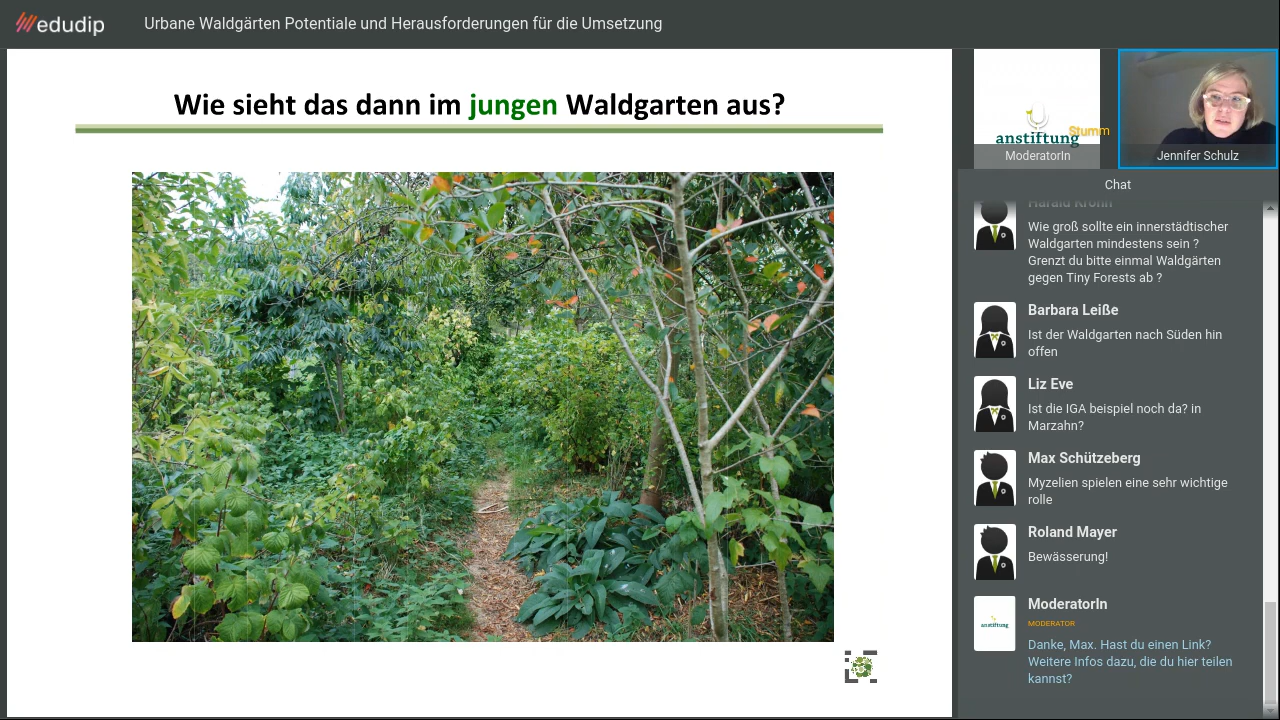 edudip
Urbane Waldgärten Potentiale und Herausforderungen für die Umsetzung
Wie sieht das dann im jungen Waldgarten aus?
anstiftung
Stumm
ModeratorIn
Jennifer Schulz
Chat
Harald Krohn
Wie groß sollte ein innerstädtischer
Waldgarten mindestens sein ?
Grenzt du bitte einmal Waldgärten
gegen Tiny Forests ab ?
Barbara Leiße
Ist der Waldgarten nach Süden hin
offen
Liz Eve
Ist die IGA beispiel noch da? in
Marzahn?
Max Schützeberg
Myzelien spielen eine sehr wichtige
rolle
Roland Mayer
Bewässerung!
anstiftung
ModeratorIn
MODERATOR
Danke, Max. Hast du einen Link?
Weitere Infos dazu, die du hier teilen
kannst?